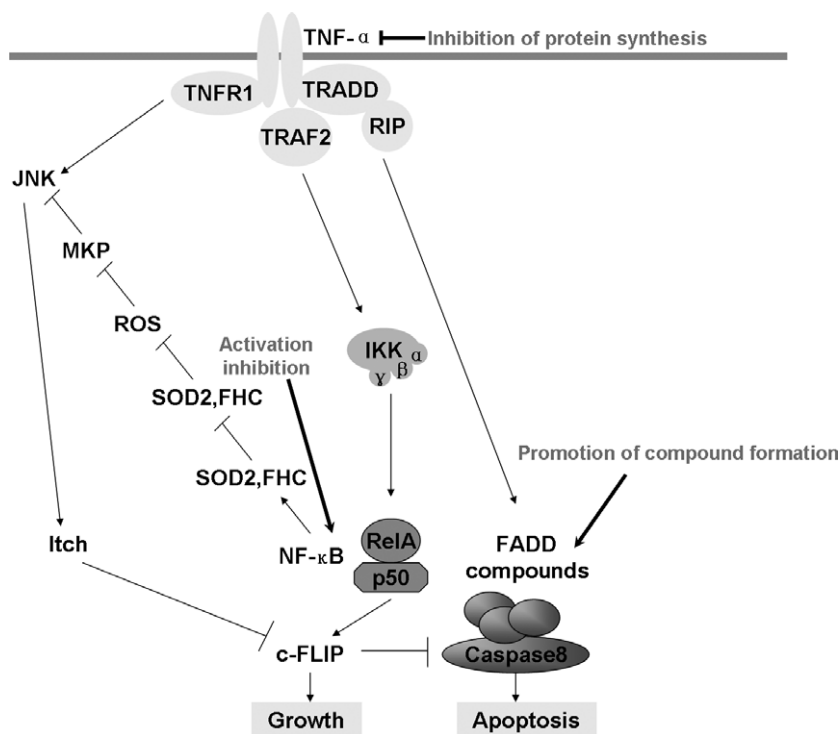 TNF-α
Inhibition of protein synthesis
TNFR1
TRADD
TRAF2
RIP
JNK
MKP
ROS
IKK
α
β
γ
Activation
inhibition
SOD2,FHC
Promotion of compound formation
SOD2,FHC
Itch
NF-κB
RelA
p50
FADD
compounds
c-FLIP
Caspase8
Growth
Apoptosis